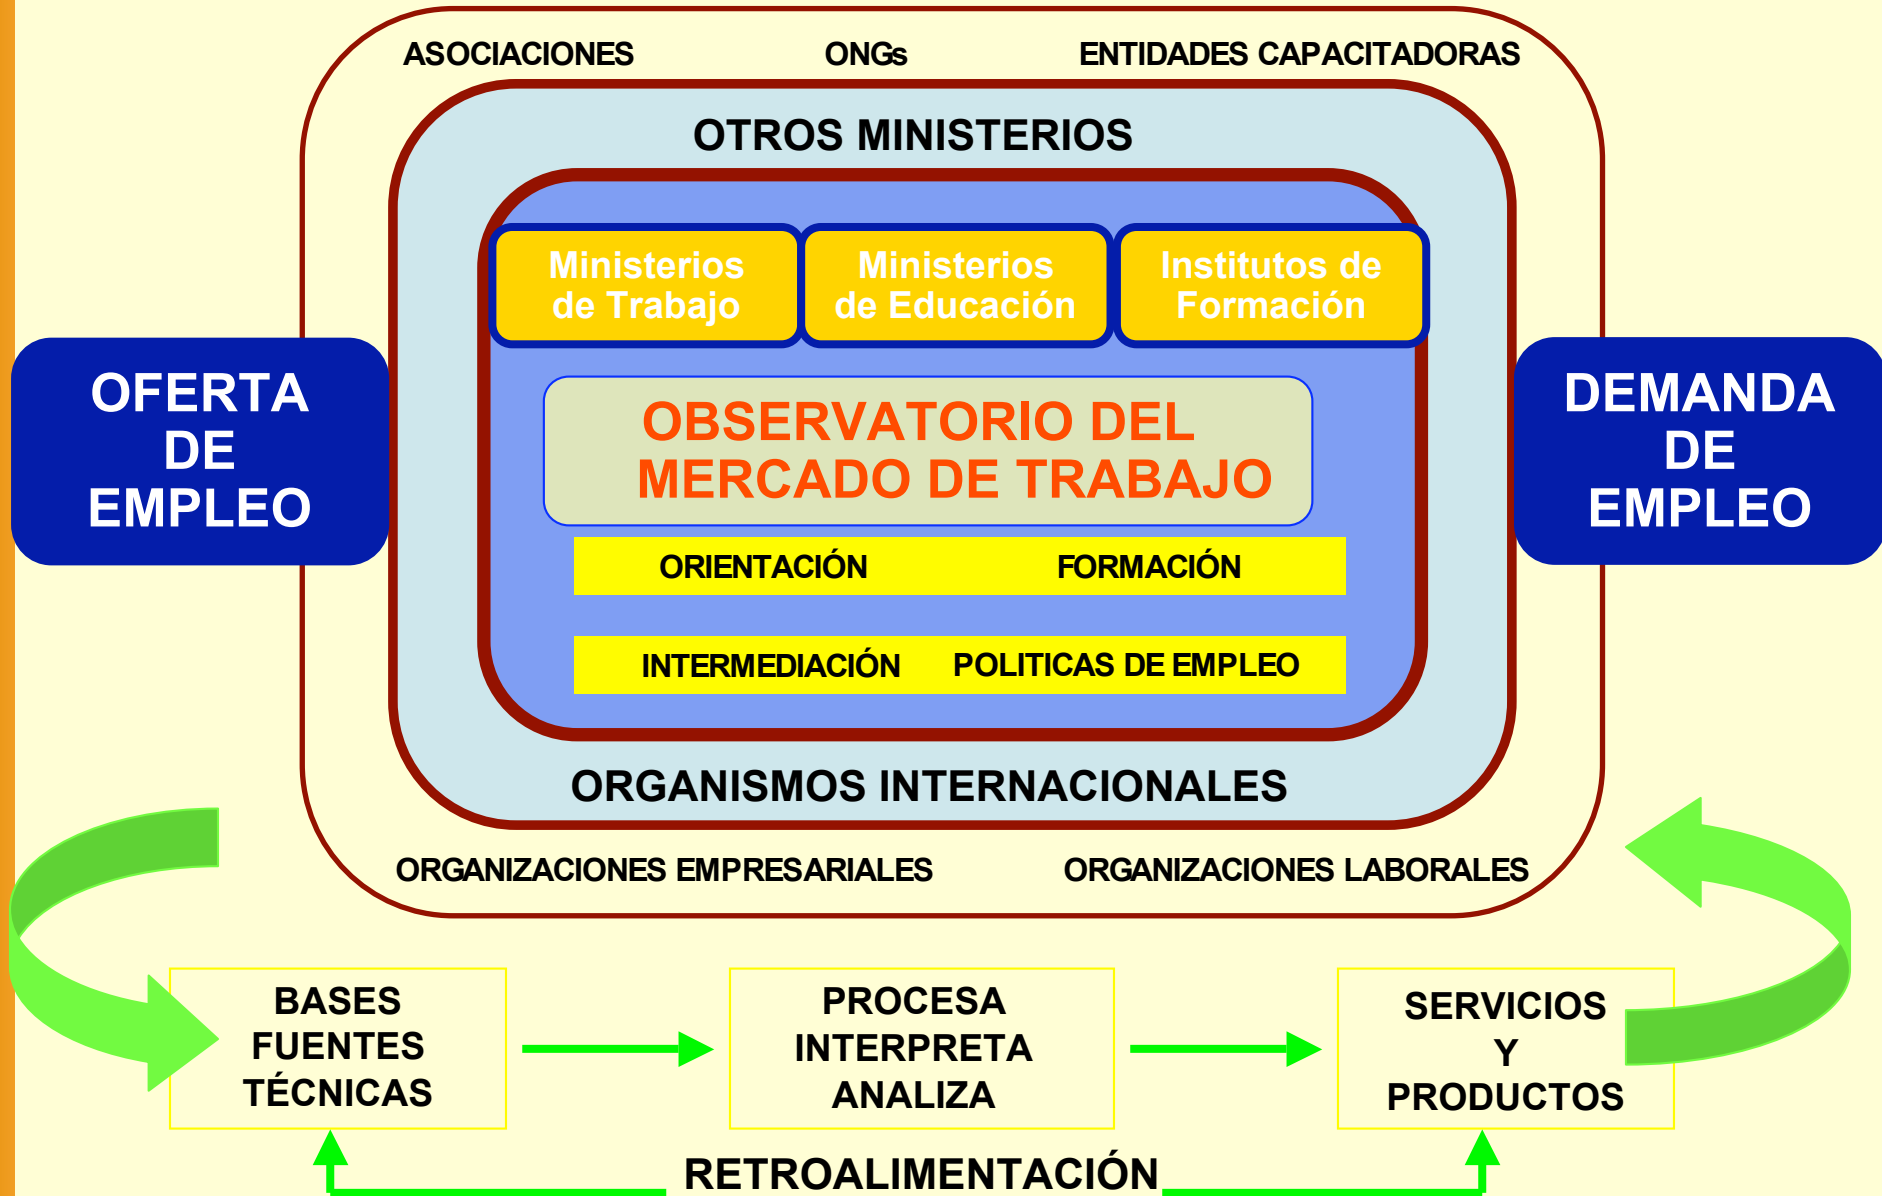 ASOCIACIONES ONGs ENTIDADES CAPACITADORAS
OTROS MINISTERIOS
Ministerios
de Trabajo
Ministerios
de Educación
Institutos de
Formación
OFERTA
DE
EMPLEO
OBSERVATORIO DEL
MERCADO DE TRABAJO
DEMANDA
DE
EMPLEO
ORIENTACIÓN FORMACIÓN
INTERMEDIACIÓN POLITICAS DE EMPLEO
ORGANISMOS INTERNACIONALES
ORGANIZACIONES EMPRESARIALES ORGANIZACIONES LABORALES
BASES
FUENTES
TÉCNICAS
PROCESA
INTERPRETA
ANALIZA
SERVICIOS
Y
PRODUCTOS
RETROALIMENTACIÓN